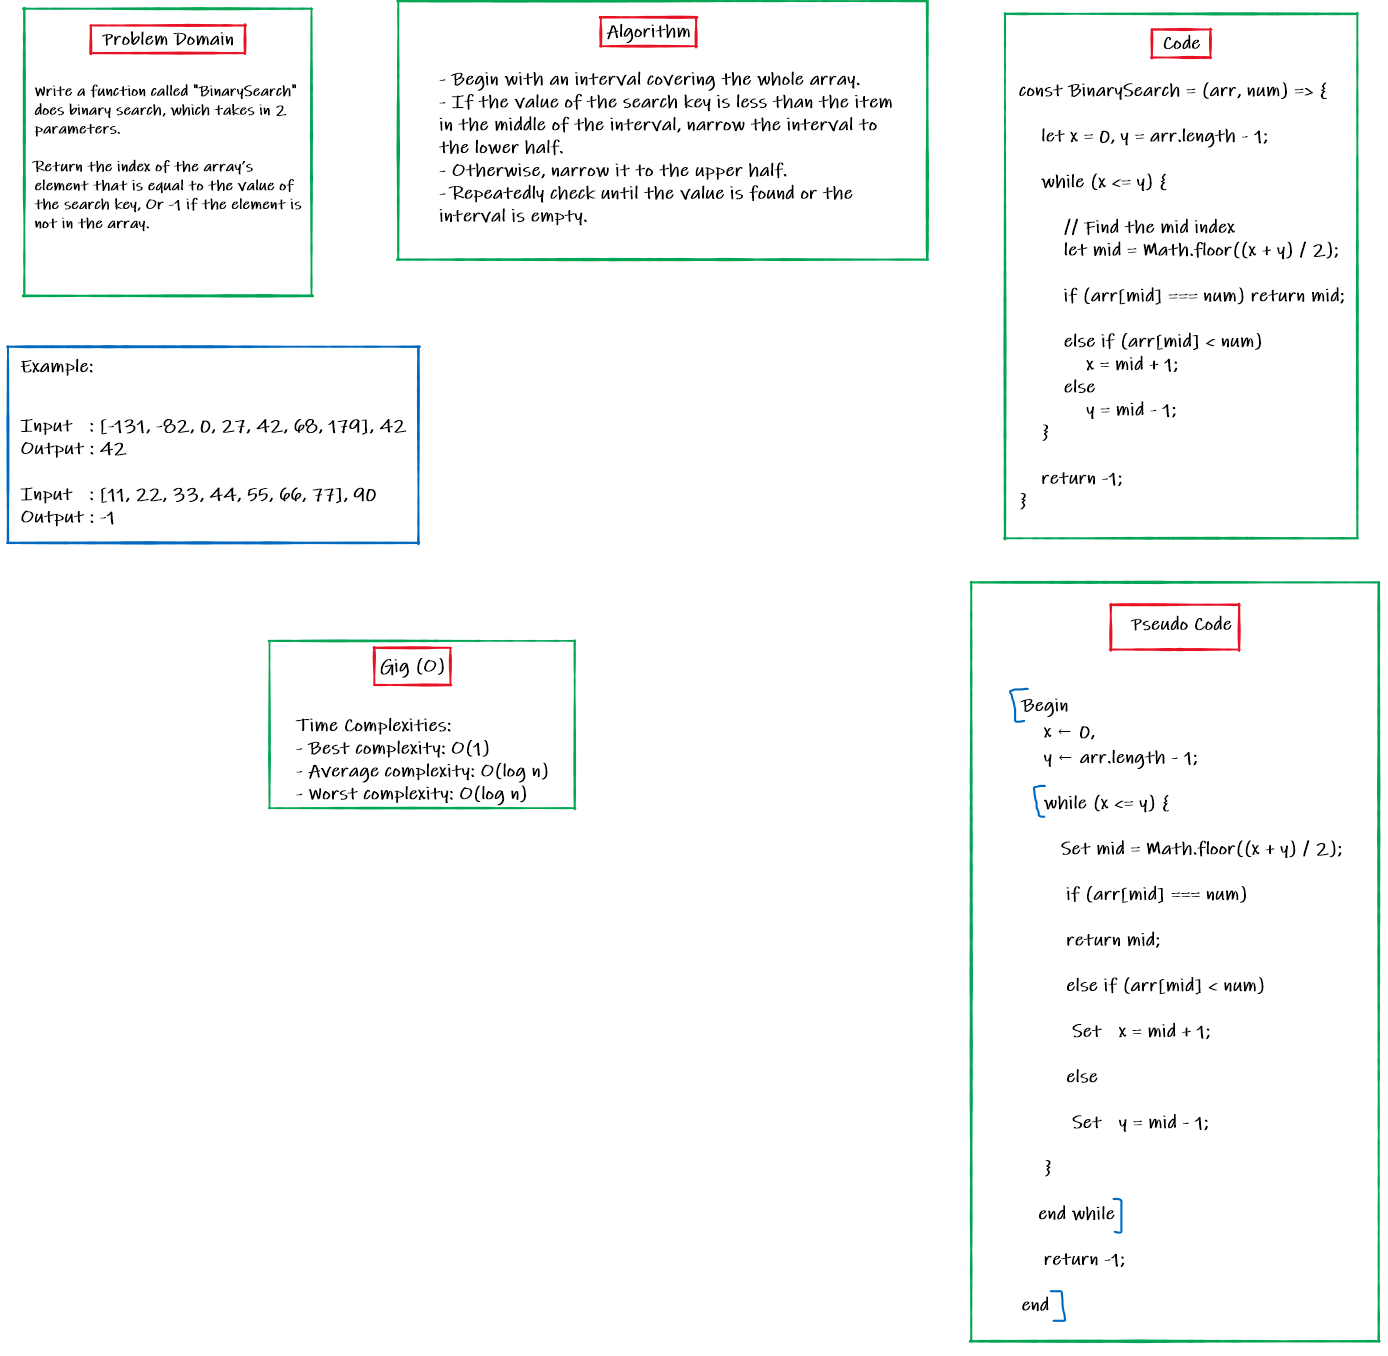 Problem Domain
Write a function called "BinarySearch"
does binary search, which takes in 2
parameters.
Return the index of the array's
element that is equal to the value of
the search key, Or -1 if the element is
not in the array.
Algorithm
- Begin with an interval covering the whole array.
- If the value of the search key is less than the item
in the middle of the interval, narrow the interval to
the lower half.
- Otherwise, narrow it to the upper half.
- Repeatedly check until the value is found or the
interval is empty.
Code
const BinarySearch = (arr, num) => {
let x = 0, y = arr.length - 1;
while (x <= y) {
// Find the mid index
let mid = Math.floor((x + y) / 2);
if (arr[mid] === num) return mid;
else if (arr[mid] < num)
x = mid + 1;
else
y = mid - 1;
}
return -1;
}
Example:
Input : [-131, -82, 0, 27, 42, 68, 179], 42
Output : 42
Input : [11, 22, 33, 44, 55, 66, 77], 90
Output : -1
Gig (O)
Time Complexities:
- Best complexity: O(1)
- Average complexity: O(log n)
- Worst complexity: O(log n)
Pseudo Code
Begin
x ← 0,
y ← arr.length - 1;
while (x <= y) {
Set mid = Math.floor((x + y) / 2);
if (arr[mid] === num)
return mid;
else if (arr[mid] < num)
Set x = mid + 1;
else
Set y = mid - 1;
}
end while
return -1;
end